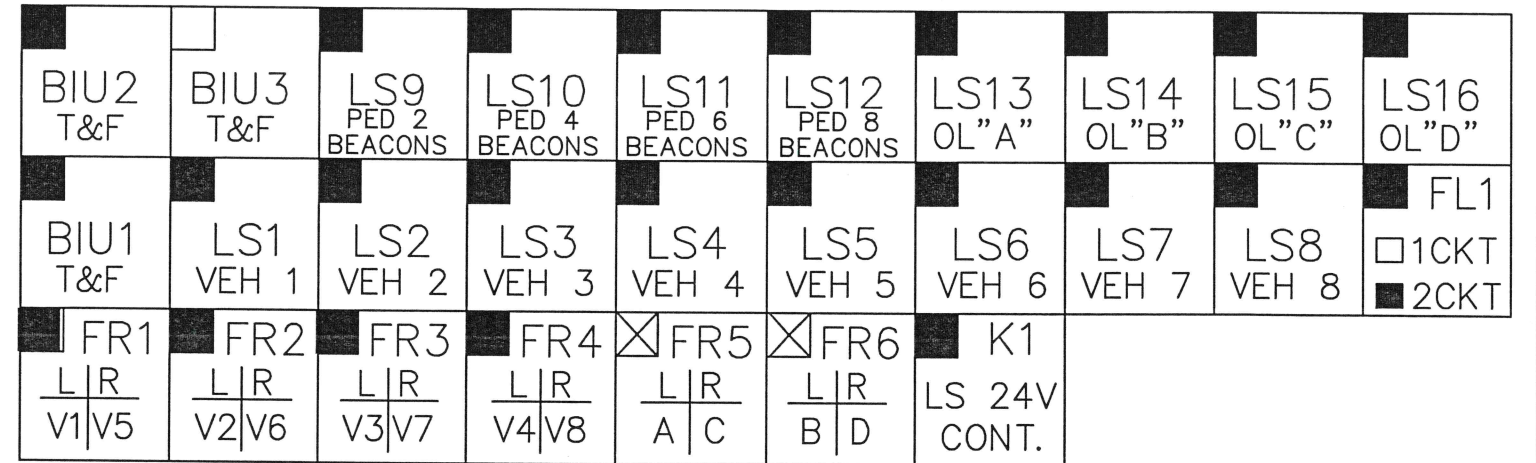 BIU2
T&F
BIU3
T&F
LS9
PED 2
BEACONS
LS10
PED 4
BEACONS
LS11
PED 6
BEACONS
LS12
PED 8
BEACONS
LS13
OL"A"
LS14
OL"B"
LS15
OL"C"
LS16
OL"D"
BIU1
T&F
LS1
VEH 1
LS2
VEH 2
LS3
VEH 3
LS4
VEH 4
LS5
VEH 5
LS6
VEH 6
LS7
VEH 7
LS8
VEH 8
FL1
1CKT
2CKT
FR1
L R
V1 V5
FR2
L R
V2 V6
FR3
L R
V3 V7
FR4
L R
V4 V8
FR5
L R
A C
FR6
L R
B D
K1
LS 24V
CONT.